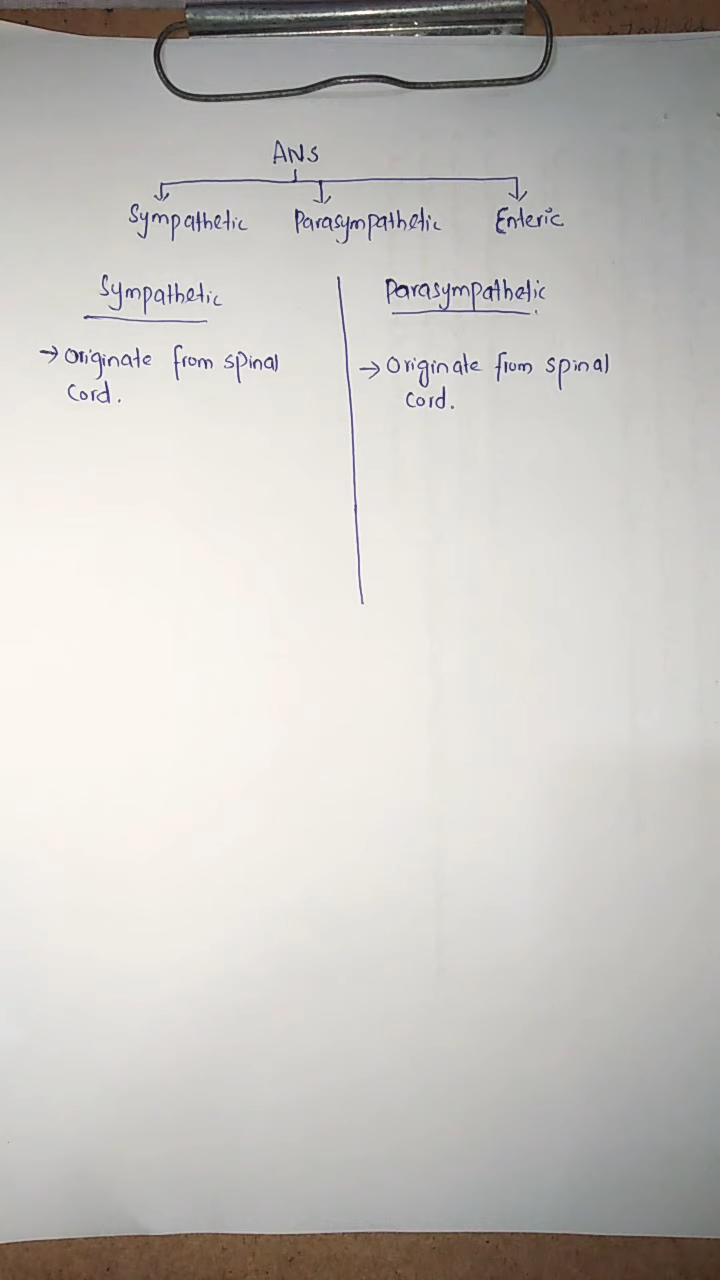 ANS
Sympathetic Parasympathetic Enteric
Sympathetic
→ Originate from spinal
cord.
Parasympathetic
→ Originate from spinal
cord.